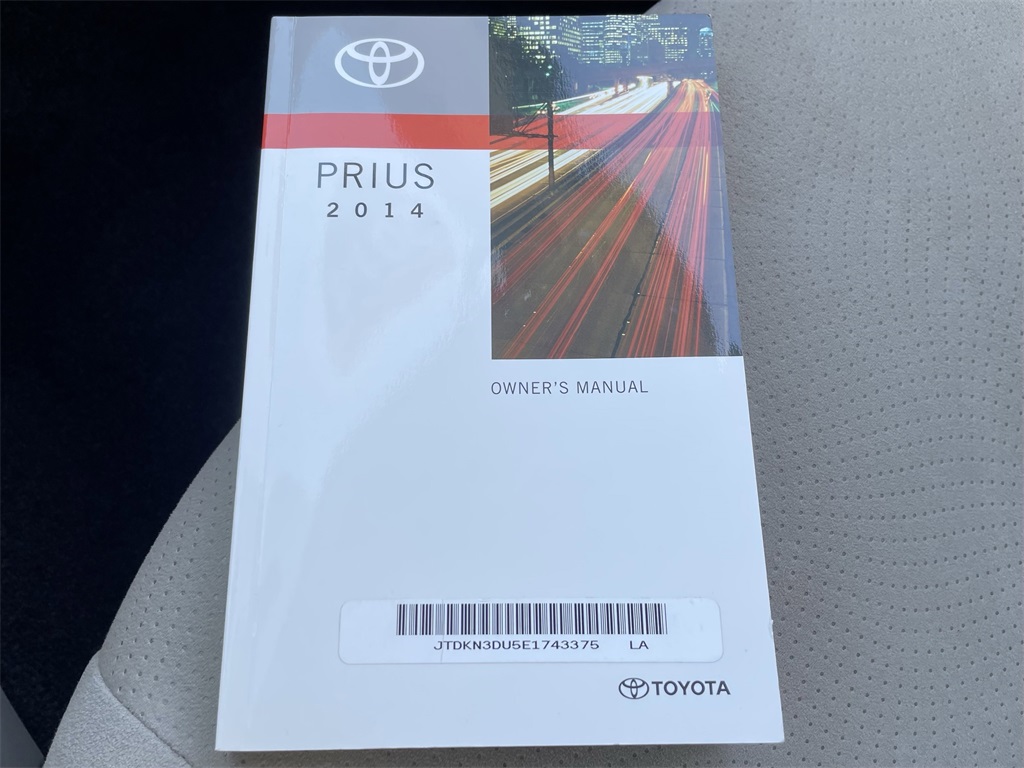 PRIUS
2014
OWNER'S MANUAL
JTDKN3DU5E1743375 LA
TOYOTA